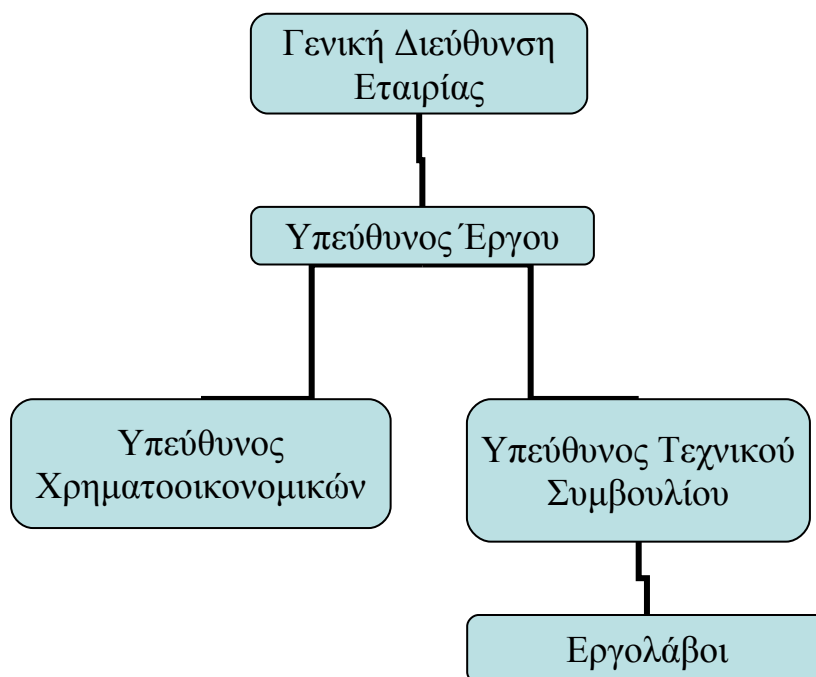 Γενική Διεύθυνση
Εταιρίας
Υπεύθυνος Έργου
Υπεύθυνος
Χρηματοοικονομικών
Υπεύθυνος Τεχνικού
Συμβουλίου
Εργολάβοι